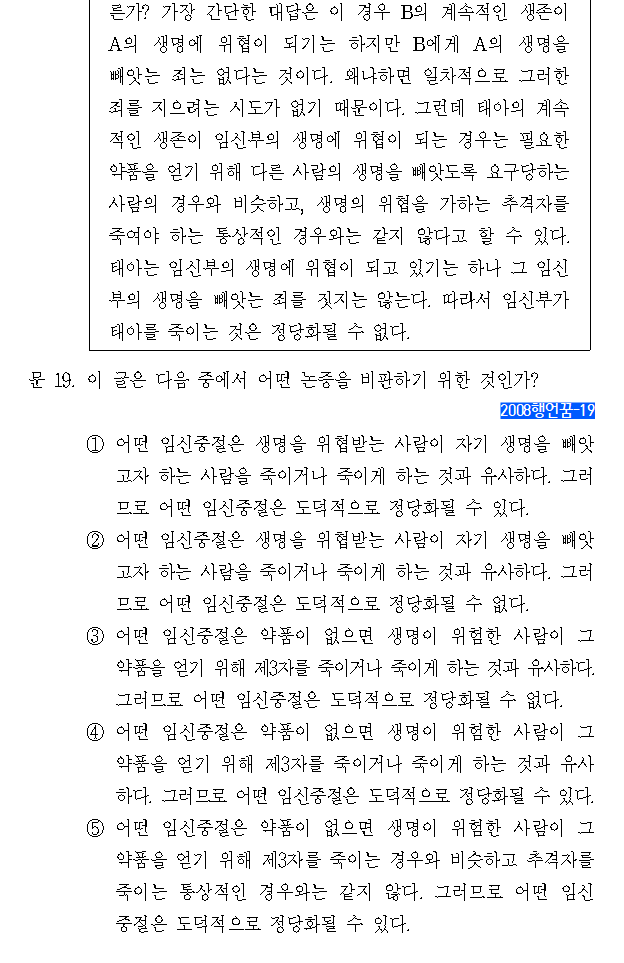 른가? 가장 간단한 대답은 이 경우 B의 계속적인 생존이
A의 생명에 위협이 되기는 하지만 B에게 A의 생명을
빼앗는 죄는 없다는 것이다. 왜냐하면 일차적으로 그러한
죄를 지으려는 시도가 없기 때문이다. 그런데 태아의 계속
적인 생존이 임신부의 생명에 위협이 되는 경우는 필요한
약품을 얻기 위해 다른 사람의 생명을 빼앗도록 요구당하는
사람의 경우와 비슷하고, 생명의 위협을 가하는 추격자를
죽여야 하는 통상적인 경우와는 같지 않다고 할 수 있다.
태아는 임신부의 생명에 위협이 되고 있기는 하나 그 임신
부의 생명을 빼앗는 죄를 짓지는 않는다. 따라서 임신부가
태아를 죽이는 것은 정당화될 수 없다.
문 19. 이 글은 다음 중에서 어떤 논증을 비판하기 위한 것인가?
2008행언꿈-19
① 어떤 임신중절은 생명을 위협받는 사람이 자기 생명을 빼앗
고자 하는 사람을 죽이거나 죽이게 하는 것과 유사하다. 그러
므로 어떤 임신중절은 도덕적으로 정당화될 수 있다.
② 어떤 임신중절은 생명을 위협받는 사람이 자기 생명을 빼앗
고자 하는 사람을 죽이거나 죽이게 하는 것과 유사하다. 그러
므로 어떤 임신중절은 도덕적으로 정당화될 수 없다.
③ 어떤 임신중절은 약품이 없으면 생명이 위험한 사람이 그
약품을 얻기 위해 제3자를 죽이거나 죽이게 하는 것과 유사하다.
그러므로 어떤 임신중절은 도덕적으로 정당화될 수 없다.
④ 어떤 임신중절은 약품이 없으면 생명이 위험한 사람이 그
약품을 얻기 위해 제3자를 죽이거나 죽이게 하는 것과 유사
하다. 그러므로 어떤 임신중절은 도덕적으로 정당화될 수 있다.
⑤ 어떤 임신중절은 약품이 없으면 생명이 위험한 사람이 그
약품을 얻기 위해 제3자를 죽이는 경우와 비슷하고 추격자를
죽이는 통상적인 경우와는 같지 않다. 그러므로 어떤 임신
중절은 도덕적으로 정당화될 수 있다.